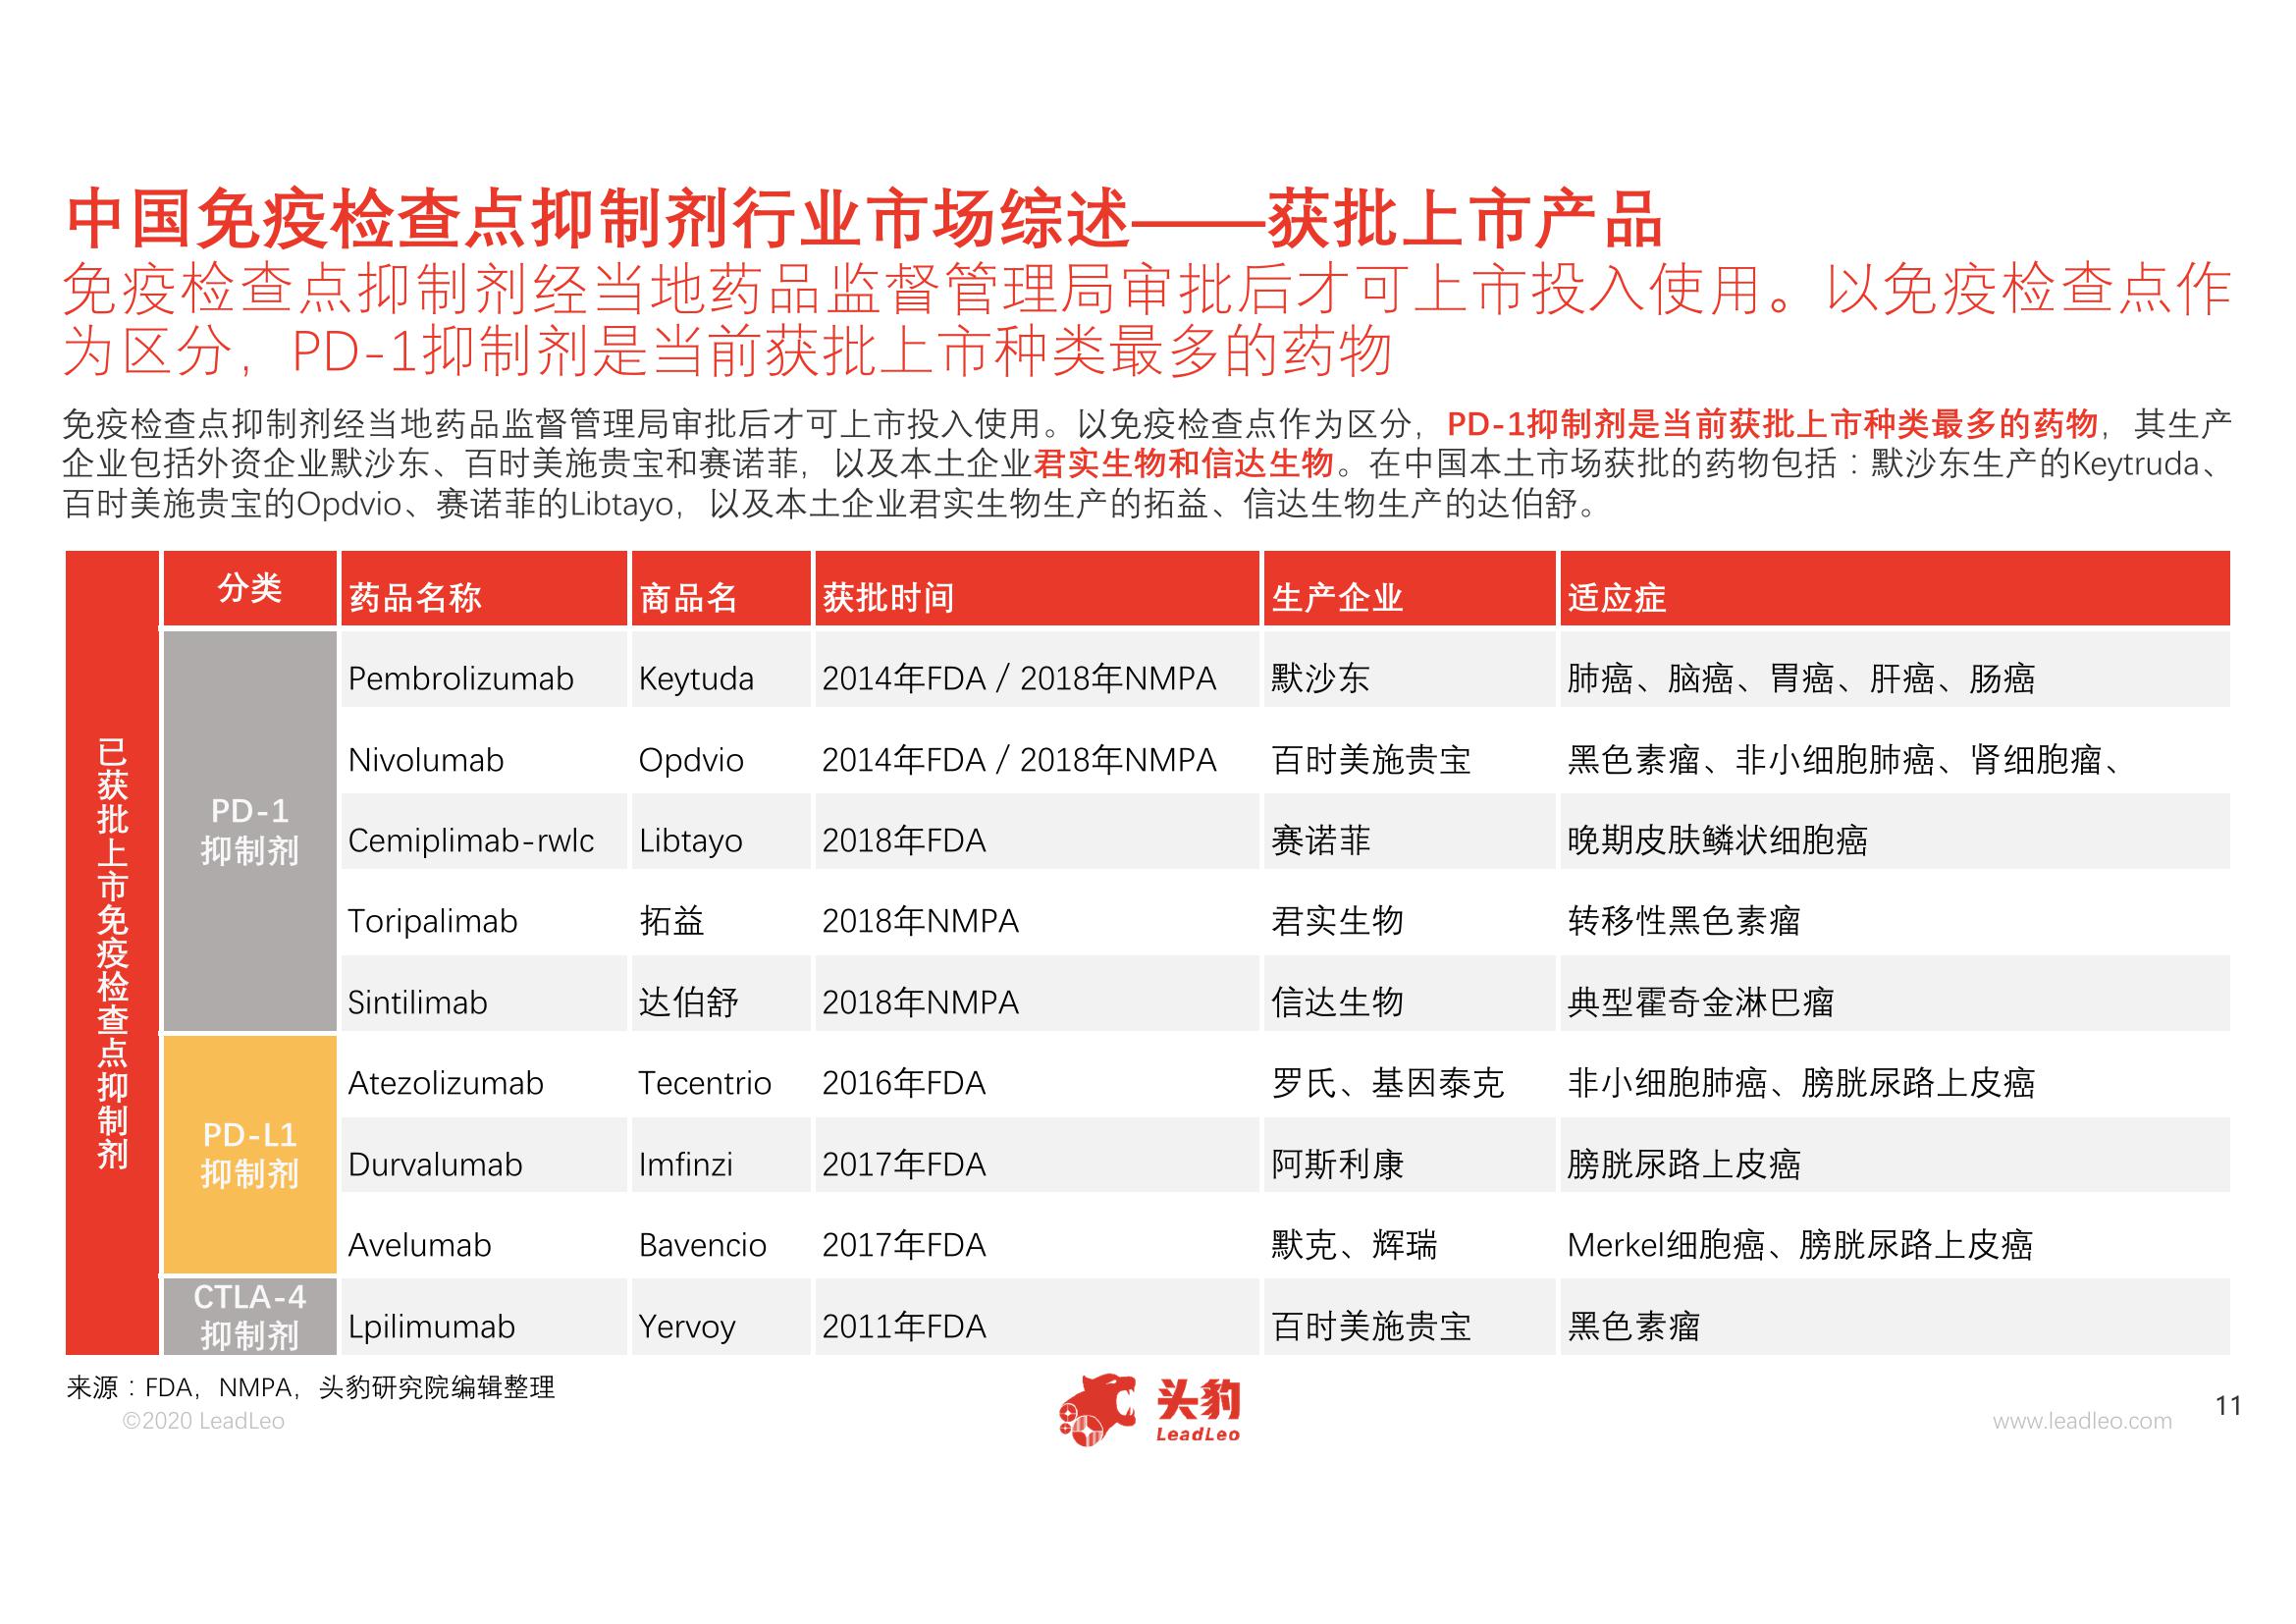 中国免疫检查点抑制剂行业市场综述——获批上市产品
免疫检查点抑制剂经当地药品监督管理局审批后才可上市投入使用。以免疫检查点作
为区分，PD-1抑制剂是当前获批上市种类最多的药物
免疫检查点抑制剂经当地药品监督管理局审批后才可上市投入使用。以免疫检查点作为区分，PD-1抑制剂是当前获批上市种类最多的药物，其生产
企业包括外资企业默沙东、百时美施贵宝和赛诺菲，以及本土企业君实生物和信达生物。在中国本土市场获批的药物包括：默沙东生产的Keytruda、
百时美施贵宝的Opdvio、赛诺菲的Libtayo，以及本土企业君实生物生产的拓益、信达生物生产的达伯舒。
已获批上市免疫检查点抑制剂
分类 药品名称 商品名 获批时间 生产企业 适应症
PD-1
抑制剂
Pembrolizumab Keytuda 2014年FDA / 2018年NMPA 默沙东 肺癌、脑癌、胃癌、肝癌、肠癌
Nivolumab Opdvio 2014年FDA / 2018年NMPA 百时美施贵宝 黑色素瘤、非小细胞肺癌、肾细胞瘤、
Cemiplimab-rwlc Libtayo 2018年FDA 赛诺菲 晚期皮肤鳞状细胞癌
Toripalimab 拓益 2018年NMPA 君实生物 转移性黑色素瘤
Sintilimab 达伯舒 2018年NMPA 信达生物 典型霍奇金淋巴瘤
PD-L1
抑制剂
Atezolizumab Tecentrio 2016年FDA 罗氏、基因泰克 非小细胞肺癌、膀胱尿路上皮癌
Durvalumab Imfinzi 2017年FDA 阿斯利康 膀胱尿路上皮癌
Avelumab Bavencio 2017年FDA 默克、辉瑞 Merkel细胞癌、膀胱尿路上皮癌
CTLA-4
抑制剂
Lpilimumab Yervoy 2011年FDA 百时美施贵宝 黑色素瘤
来源：FDA，NMPA，头豹研究院编辑整理
©2020 LeadLeo
头豹
LeadLeo
www.leadleo.com
11